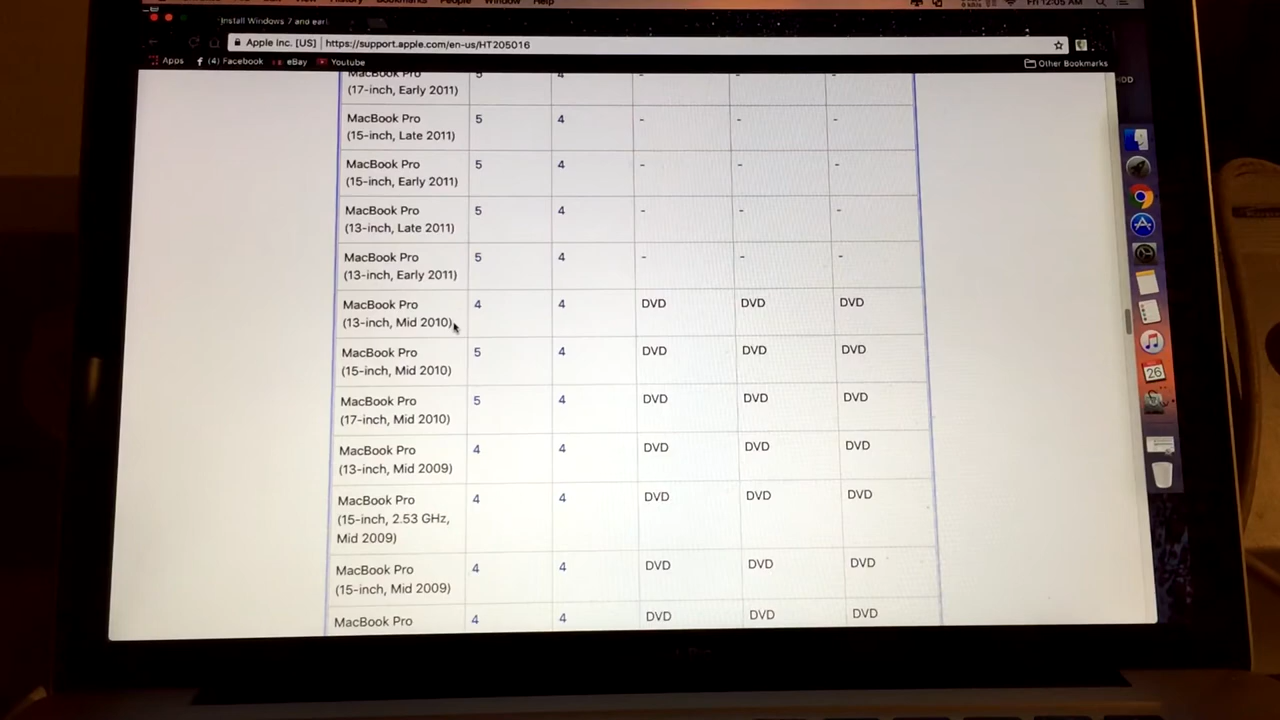 Window Help
Fri 12:05 AM
Install Windows 7 and earl
Apple Inc. [US] https://support.apple.com/en-us/HT205016
Apps Facebook eBay Youtube Other Bookmarks
MacBook Pro 5 4 - - -
(17-inch, Early 2011)
MacBook Pro 5 4 - - -
(15-inch, Late 2011)
MacBook Pro 5 4 - - -
(15-inch, Early 2011)
MacBook Pro 5 4 - - -
(13-inch, Late 2011)
MacBook Pro 5 4 - - -
(13-inch, Early 2011)
MacBook Pro 4 4 DVD DVD DVD
(13-inch, Mid 2010)
MacBook Pro 5 4 DVD DVD DVD
(15-inch, Mid 2010)
MacBook Pro 5 4 DVD DVD DVD
(17-inch, Mid 2010)
MacBook Pro 4 4 DVD DVD DVD
(13-inch, Mid 2009)
MacBook Pro 4 4 DVD DVD DVD
(15-inch, 2.53 GHz,
Mid 2009)
MacBook Pro 4 4 DVD DVD DVD
(15-inch, Mid 2009)
MacBook Pro 4 4 DVD DVD DVD
26